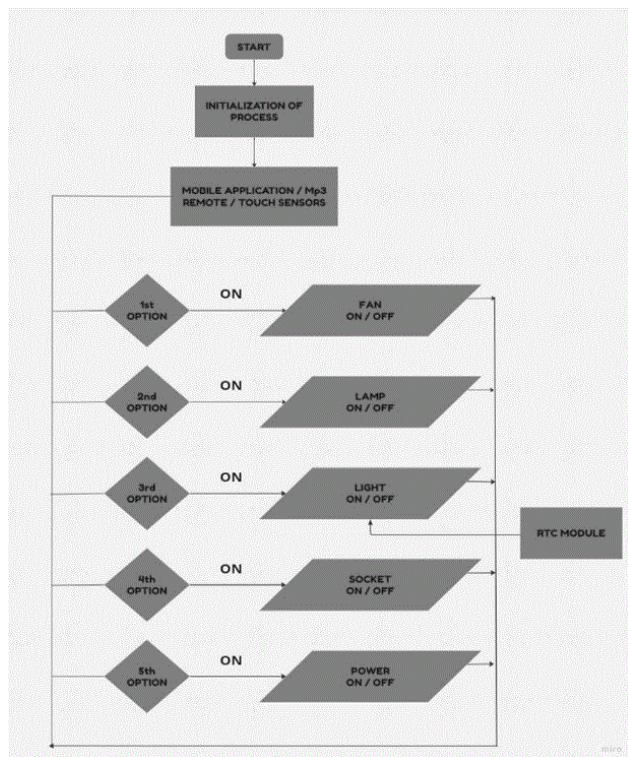 START
INITIALIZATION OF
PROCESS
MOBILE APPLICATION / Mp3
REMOTE / TOUCH SENSORS
1st
OPTION
ON
FAN
ON / OFF
2nd
OPTION
ON
LAMP
ON / OFF
3rd
OPTION
ON
LIGHT
ON / OFF
RTC MODULE
4th
OPTION
ON
SOCKET
ON / OFF
5th
OPTION
ON
POWER
ON / OFF
miro